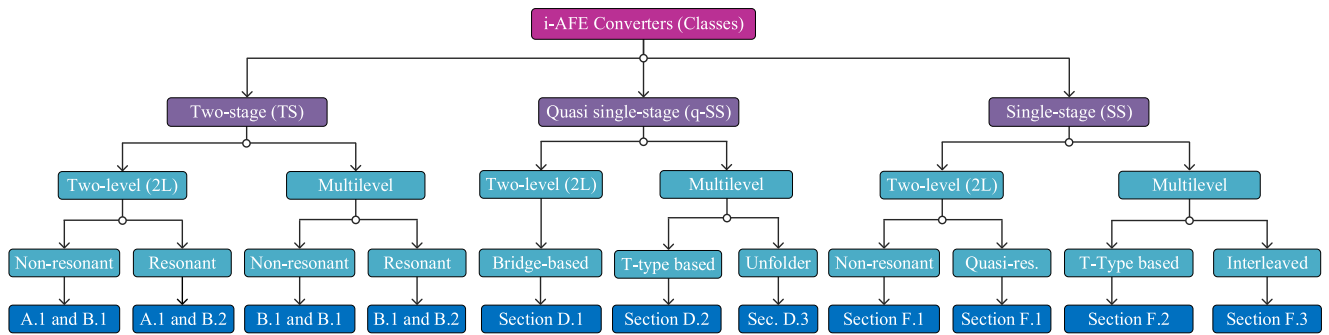 i-AFE Converters (Classes)
Two-stage (TS)
Quasi single-stage (q-SS)
Single-stage (SS)
Two-level (2L)
Multilevel
Two-level (2L)
Multilevel
Two-level (2L)
Multilevel
Non-resonant
Resonant
Non-resonant
Resonant
Bridge-based
T-type based
Unfolder
Non-resonant
Quasi-res.
T-Type based
Interleaved
A.1 and B.1
A.1 and B.2
B.1 and B.1
B.1 and B.2
Section D.1
Section D.2
Sec. D.3
Section F.1
Section F.1
Section F.2
Section F.3